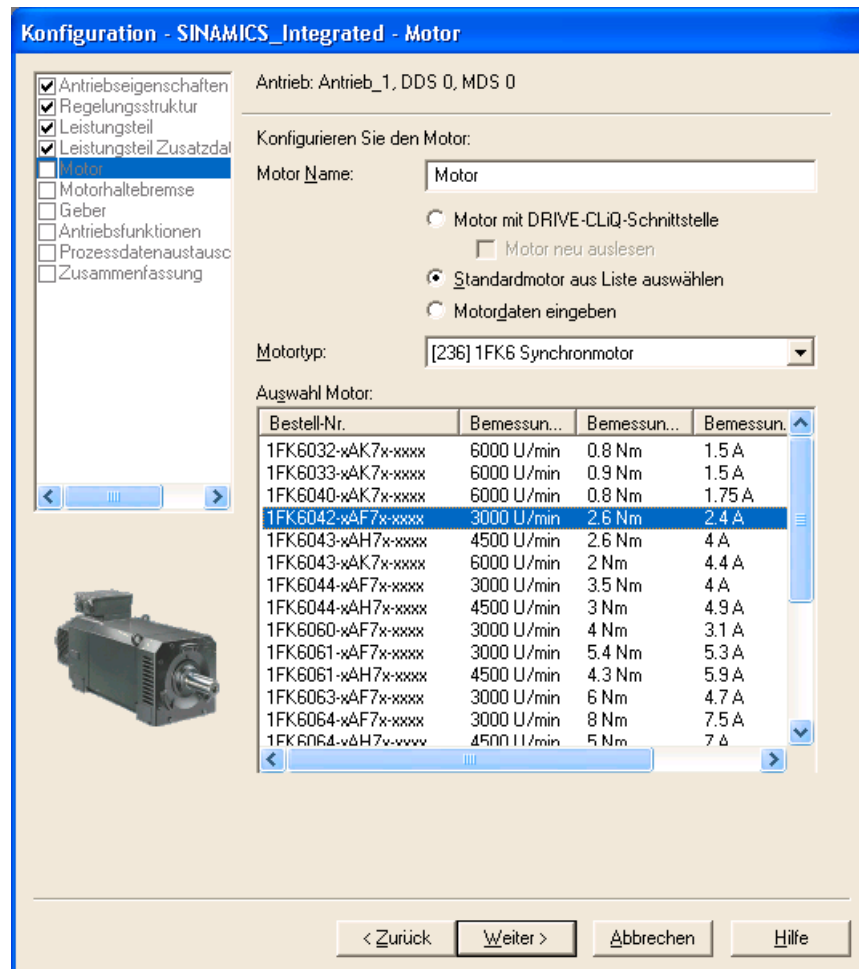 Konfiguration - SINAMICS_Integrated - Motor
Antriebseigenschaften
Regelungsstruktur
Leistungsteil
Leistungsteil Zusatzdat
Motor
Motorhaltebremse
Geber
Antriebsfunktionen
Prozessdatenaustausc
Zusammenfassung
Antrieb: Antrieb_1, DDS 0, MDS 0
Konfigurieren Sie den Motor:
Motor Name: Motor
Motor mit DRIVE-CLiQ-Schnittstelle
Motor neu auslesen
Standardmotor aus Liste auswählen
Motordaten eingeben
Motortyp: [236] 1FK6 Synchronmotor
Auswahl Motor:
Bestell-Nr. Bemessun... Bemessun... Bemessun.
1FK6032-xAK7x-xxxx 6000 U/min 0.8 Nm 1.5 A
1FK6033-xAK7x-xxxx 6000 U/min 0.9 Nm 1.5 A
1FK6040-xAK7x-xxxx 6000 U/min 0.8 Nm 1.75 A
1FK6042-xAF7x-xxxx 3000 U/min 2.6 Nm 2.4 A
1FK6043-xAH7x-xxxx 4500 U/min 2.6 Nm 4 A
1FK6043-xAK7x-xxxx 6000 U/min 2 Nm 4.4 A
1FK6044-xAF7x-xxxx 3000 U/min 3.5 Nm 4 A
1FK6044-xAH7x-xxxx 4500 U/min 3 Nm 4.9 A
1FK6060-xAF7x-xxxx 3000 U/min 4 Nm 3.1 A
1FK6061-xAF7x-xxxx 3000 U/min 5.4 Nm 5.3 A
1FK6061-xAH7x-xxxx 4500 U/min 4.3 Nm 5.9 A
1FK6063-xAF7x-xxxx 3000 U/min 6 Nm 4.7 A
1FK6064-xAF7x-xxxx 3000 U/min 8 Nm 7.5 A
1FK6064-xAH7x-xxxx 4500 U/min 5 Nm 7 A
< Zurück Weiter > Abbrechen Hilfe